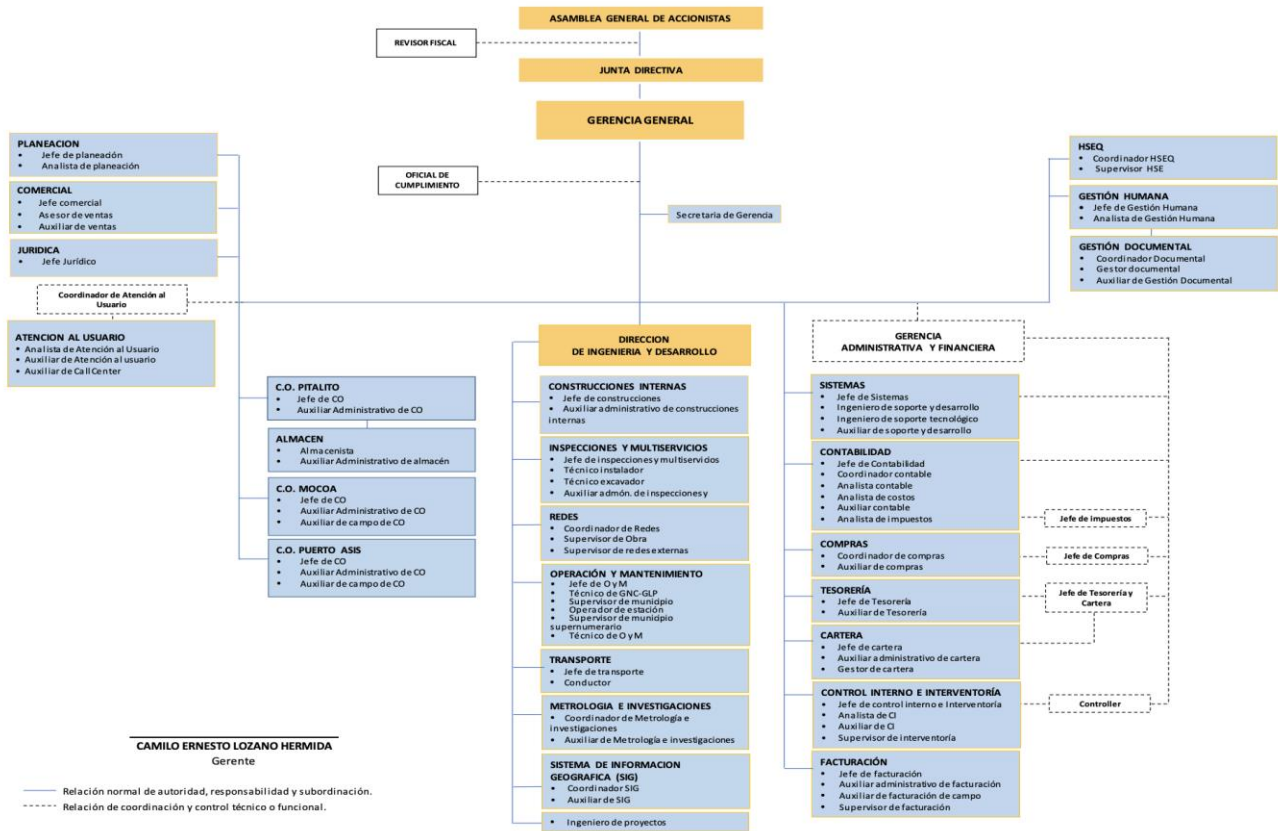 ASAMBLEA GENERAL DE ACCIONISTAS
REVISOR FISCAL
JUNTA DIRECTIVA
GERENCIA GENERAL
OFICIAL DE
CUMPLIMIENTO
Secretaria de Gerencia
PLANEACION
• Jefe de planeación
• Analista de planeación
COMERCIAL
• Jefe comercial
• Asesor de ventas
• Auxiliar de ventas
JURIDICA
• Jefe Jurídico
Coordinador de Atención al
Usuario
ATENCION AL USUARIO
• Analista de Atención al Usuario
• Auxiliar de Atención al usuario
• Auxiliar de Call Center
HSEQ
• Coordinador HSEQ
• Supervisor HSE
GESTIÓN HUMANA
• Jefe de Gestión Humana
• Analista de Gestión Humana
GESTIÓN DOCUMENTAL
• Coordinador Documental
• Gestor documental
• Auxiliar de Gestión Documental
C.O. PITALITO
• Jefe de CO
• Auxiliar Administrativo de CO
ALMACEN
• Almacenista
• Auxiliar Administrativo de almacén
C.O. MOCOA
• Jefe de CO
• Auxiliar Administrativo de CO
• Auxiliar de campo de CO
C.O. PUERTO ASIS
• Jefe de CO
• Auxiliar Administrativo de CO
• Auxiliar de campo de CO
DIRECCION
DE INGENIERIA Y DESARROLLO
CONSTRUCCIONES INTERNAS
• Jefe de construcciones
• Auxiliar administrativo de construcciones
internas
INSPECCIONES Y MULTISERVICIOS
• Jefe de inspecciones y multiservicios
• Técnico instalador
• Técnico excavador
• Auxiliar admón. de inspecciones y
REDES
• Coordinador de Redes
• Supervisor de Obra
• Supervisor de redes externas
OPERACIÓN Y MANTENIMIENTO
• Jefe de O y M
• Técnico de GNC-GLP
• Supervisor de municipio
• Operador de estación
• Supervisor de municipio
supernumerario
• Técnico de O y M
TRANSPORTE
• Jefe de transporte
• Conductor
METROLOGIA E INVESTIGACIONES
• Coordinador de Metrología e
investigaciones
• Auxiliar de Metrología e investigaciones
SISTEMA DE INFORMACION
GEOGRAFICA (SIG)
• Coordinador SIG
• Auxiliar de SIG
• Ingeniero de proyectos
GERENCIA
ADMINISTRATIVA Y FINANCIERA
SISTEMAS
• Jefe de Sistemas
• Ingeniero de soporte y desarrollo
• Ingeniero de soporte tecnológico
• Auxiliar de soporte y desarrollo
CONTABILIDAD
• Jefe de Contabilidad
• Coordinador contable
• Analista contable
• Analista de costos
• Auxiliar contable
• Analista de impuestos
Jefe de impuestos
COMPRAS
• Coordinador de compras
• Auxiliar de compras
Jefe de Compras
TESORERÍA
• Jefe de Tesorería
• Auxiliar de Tesorería
Jefe de Tesorería y
Cartera
CARTERA
• Jefe de cartera
• Auxiliar administrativo de cartera
• Gestor de cartera
CONTROL INTERNO E INTERVENTORÍA
• Jefe de control interno e Interventoría
• Analista de CI
• Auxiliar de CI
• Supervisor de interventoría
Controller
FACTURACIÓN
• Jefe de facturación
• Auxiliar administrativo de facturación
• Auxiliar de facturación de campo
• Supervisor de facturación
CAMILO ERNESTO LOZANO HERMIDA
Gerente
Relación normal de autoridad, responsabilidad y subordinación.
Relación de coordinación y control técnico o funcional.